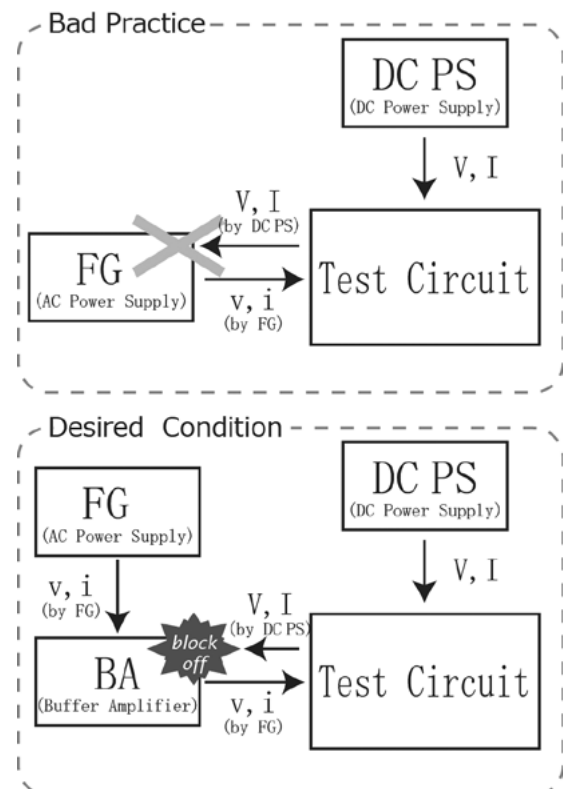 Bad Practice
DC PS
(DC Power Supply)
V, I
V, I
(by DC PS)
FG
(AC Power Supply)
v, i
(by FG)
Test Circuit
Desired Condition
FG
(AC Power Supply)
DC PS
(DC Power Supply)
v, i
(by FG)
V, I
V, I
(by DC PS)
block
off
BA
(Buffer Amplifier)
v, i
(by FG)
Test Circuit